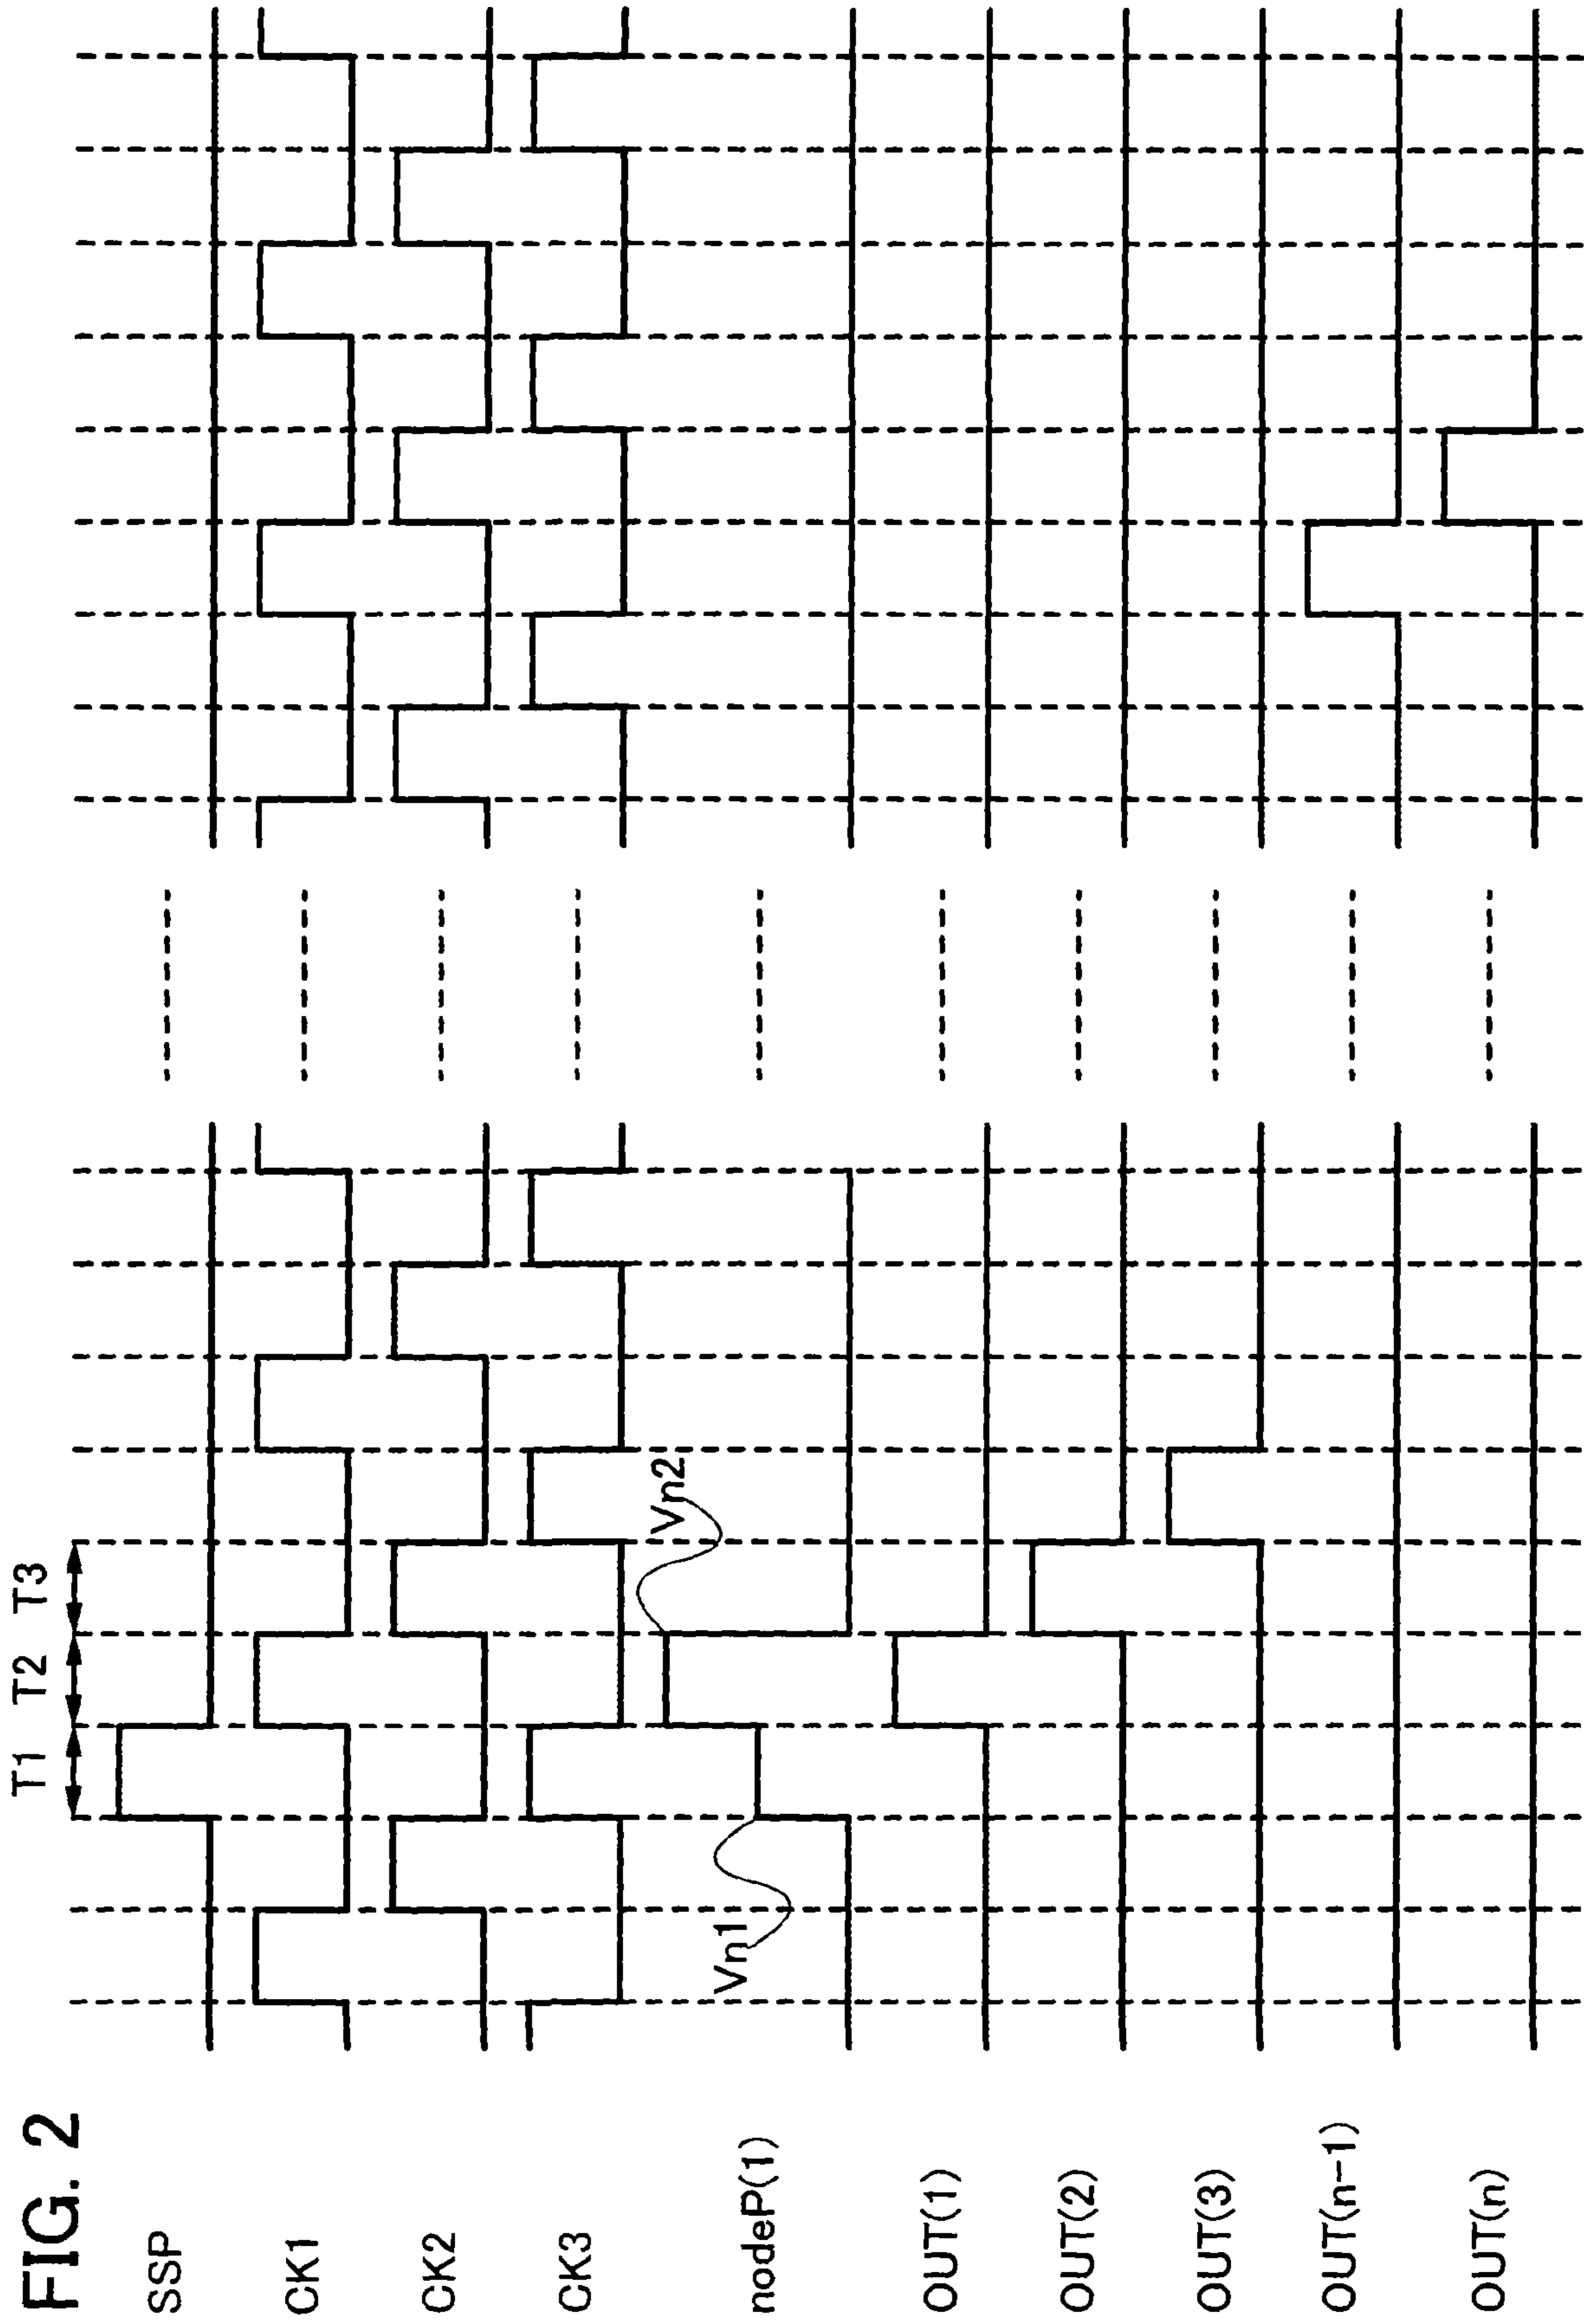 FIG. 2
T1 T2 T3
SSP
CK1
CK2
CK3
Vn1
Vn2
nodeP(1)
OUT(1)
OUT(2)
OUT(3)
OUT(n-1)
OUT(n)